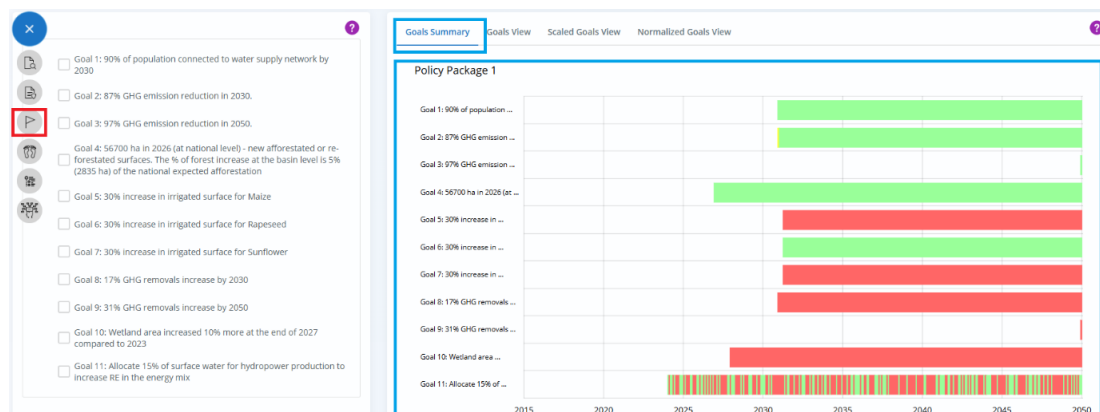 ?
Goal 1: 90% of population connected to water supply network by
2030
Goal 2: 87% GHG emission reduction in 2030.
Goal 3: 97% GHG emission reduction in 2050.
Goal 4: 56700 ha in 2026 (at national level) - new afforestated or re-
forestated surfaces. The % of forest increase at the basin level is 5%
(2835 ha) of the national expected afforestation
Goal 5: 30% increase in irrigated surface for Maize
Goal 6: 30% increase in irrigated surface for Rapeseed
Goal 7: 30% increase in irrigated surface for Sunflower
Goal 8: 17% GHG removals increase by 2030
Goal 9: 31% GHG removals increase by 2050
Goal 10: Wetland area increased 10% more at the end of 2027
compared to 2023
Goal 11: Allocate 15% of surface water for hydropower production to
increase RE in the energy mix
Goals Summary Goals View Scaled Goals View Normalized Goals View
?
Policy Package 1
Goal 1: 90% of population ...
Goal 2: 87% GHG emission ...
Goal 3: 97% GHG emission ...
Goal 4: 56700 ha in 2026 (at ...
Goal 5: 30% increase in ...
Goal 6: 30% increase in ...
Goal 7: 30% increase in ...
Goal 8: 17% GHG removals ...
Goal 9: 31% GHG removals ...
Goal 10: Wetland area ...
Goal 11: Allocate 15% of ...
2015 2020 2025 2030 2035 2040 2045 2050